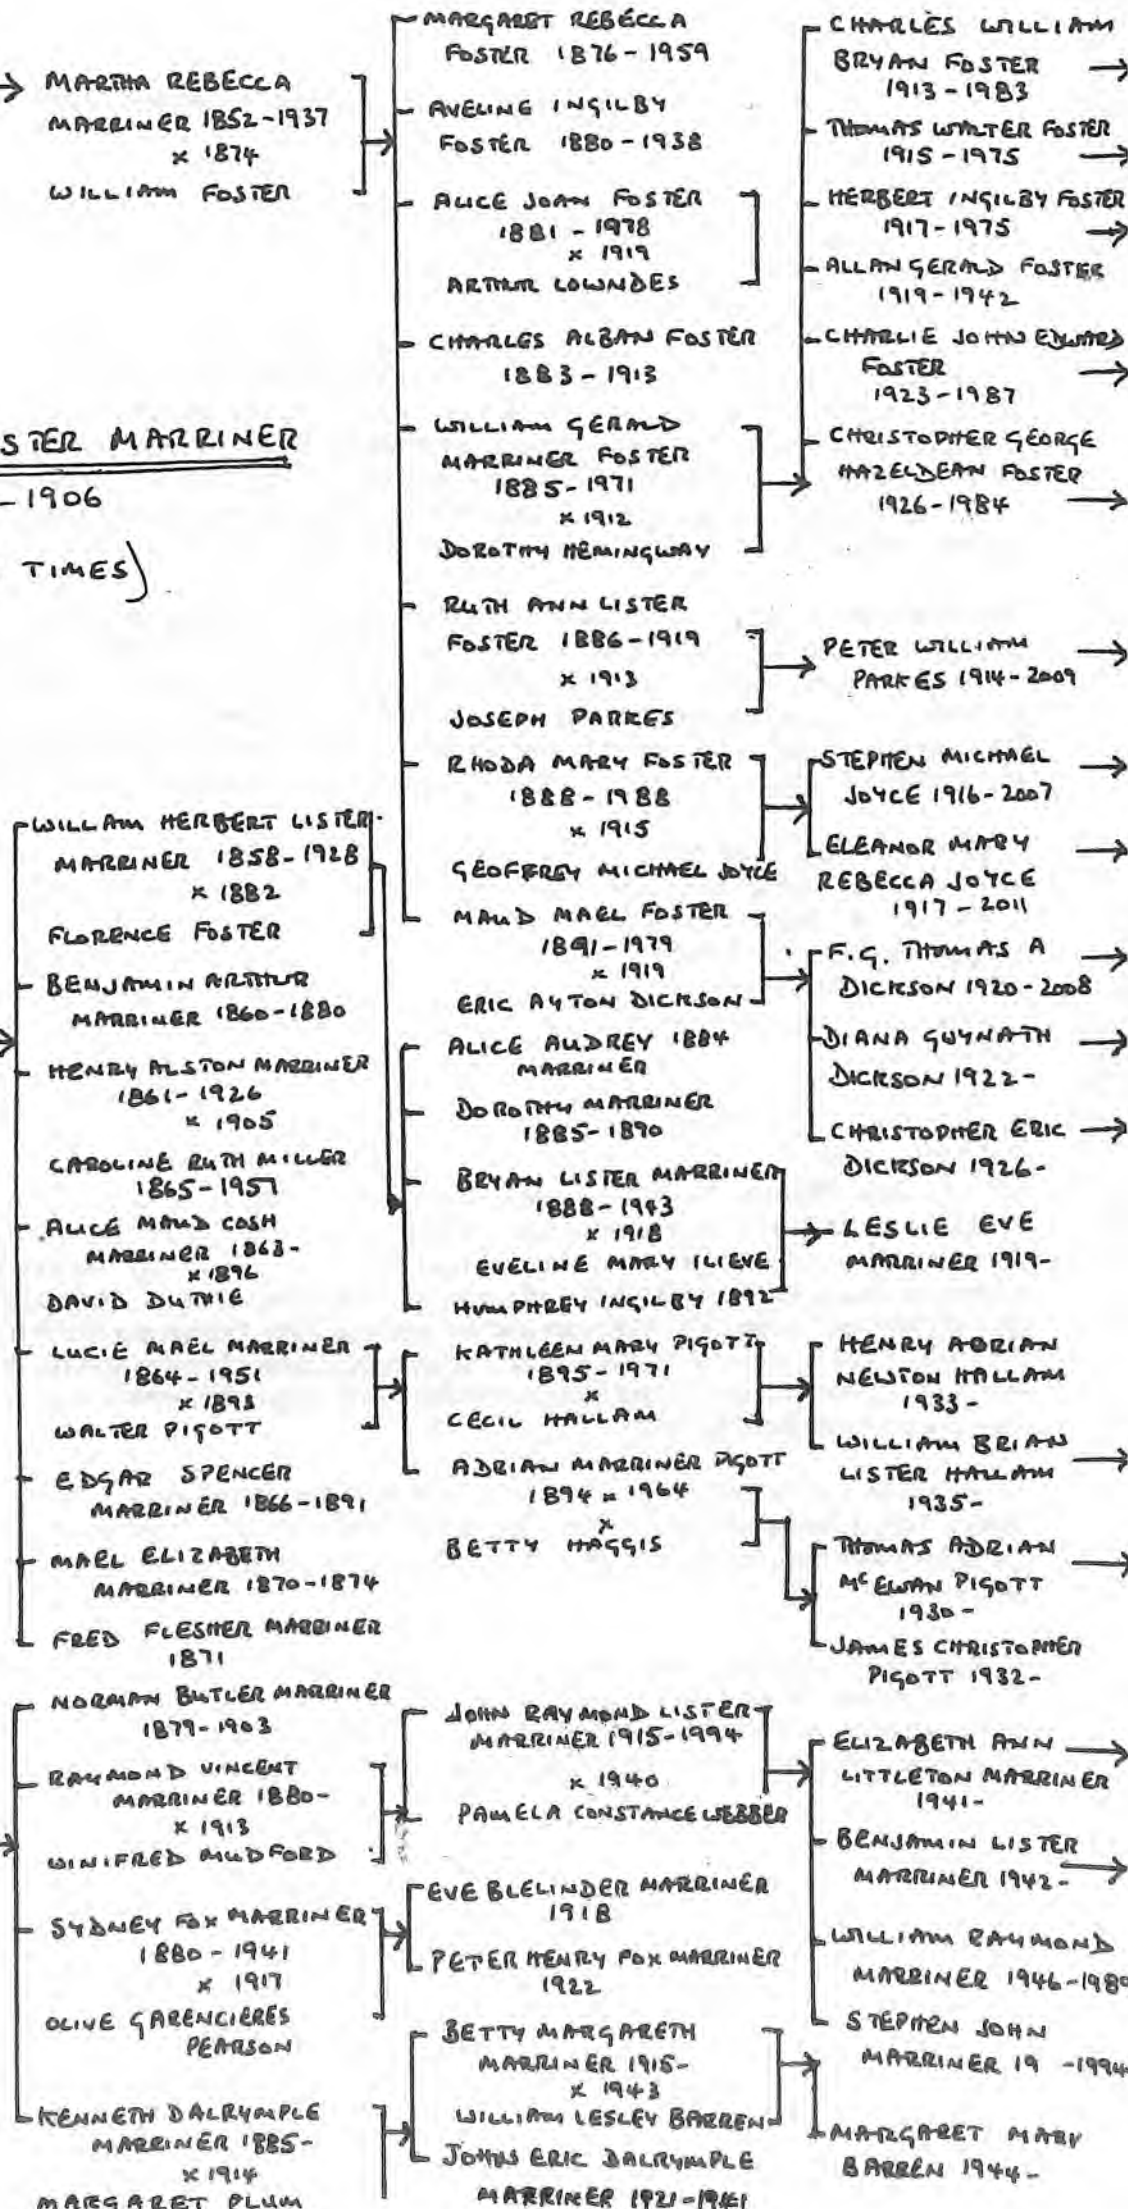 MARTHA REBECCA
MARRINER 1852-1937
x 1874
WILLIAM FOSTER
STER MARRINER
- 1906
TIMES)
WILLIAM HERBERT LISTER
MARRINER 1858-1928
x 1882
FLORENCE FOSTER
BENJAMIN ARTHUR
MARRINER 1860-1880
HENRY ALSTON MARRINER
1861-1926
x 1905
CAROLINE RUTH MILLER
1865-1957
ALICE MAUD COSH
MARRINER 1863-
x 1896
DAVID DUTHIE
LUCIE MAEL MARRINER
1864-1951
x 1893
WALTER PIGOTT
EDGAR SPENCER
MARRINER 1866-1891
MAEL ELIZABETH
MARRINER 1870-1874
FRED FLESHER MARRINER
1871
NORMAN BUTLER MARRINER
1879-1903
RAYMOND VINCENT
MARRINER 1880-
x 1913
WINIFRED MUDFORD
SYDNEY FOX MARRINER
1880-1941
x 1917
OLIVE GARENCIERES
PEARSON
KENNETH DALRYMPLE
MARRINER 1885-
x 1914
MARGARET PLUM
MARGARET REBECCA
FOSTER 1876-1959
AVELINE INGILBY
FOSTER 1880-1938
ALICE JOAN FOSTER
1881-1978
x 1919
ARTHUR LOWNDES
CHARLES ALBAN FOSTER
1883-1913
WILLIAM GERALD
MARRINER FOSTER
1885-1971
x 1912
DOROTHY HEMINGWAY
RUTH ANN LISTER
FOSTER 1886-1919
x 1913
JOSEPH PARKES
RHODA MARY FOSTER
1888-1988
x 1915
GEOFFREY MICHAEL JOYCE
MAUD MAEL FOSTER
1891-1979
x 1919
ERIC AYTON DICKSON
ALICE AUDREY 1884
MARRINER
DOROTHY MARRINER
1885-1890
BRYAN LISTER MARRINER
1888-1943
x 1918
EVELINE MARY ILIEVE
HUMPHREY INGILBY 1892
KATHLEEN MARY PIGOTT
1895-1971
x
CECIL HALLAM
ADRIAN MARRINER PIGOTT
1894 x 1964
x
BETTY HAGGIS
JOHN RAYMOND LISTER
MARRINER 1915-1994
x 1940
PAMELA CONSTANCE WEBBER
EVE BLELINDER MARRINER
1918
PETER HENRY FOX MARRINER
1922
BETTY MARGARETH
MARRINER 1915-
x 1943
WILLIAM LESLEY BARREN
JOHN ERIC DALRYMPLE
MARRINER 1921-1941
CHARLES WILLIAM
BRYAN FOSTER
1913-1983
THOMAS WALTER FOSTER
1915-1975
HERBERT INGILBY FOSTER
1917-1975
ALLAN GERALD FOSTER
1919-1942
CHARLIE JOHN EDWARD
FOSTER
1923-1987
CHRISTOPHER GEORGE
HAZELDEAN FOSTER
1926-1984
PETER WILLIAM
PARKES 1914-2009
STEPHEN MICHAEL
JOYCE 1916-2007
ELEANOR MARY
REBECCA JOYCE
1917-2011
F.G. THOMAS A
DICKSON 1920-2008
DIANA GWYNATH
DICKSON 1922-
CHRISTOPHER ERIC
DICKSON 1926-
LESLIE EVE
MARRINER 1919-
HENRY ADRIAN
NEWTON HALLAM
1933-
WILLIAM BRIAN
LISTER HALLAM
1935-
THOMAS ADRIAN
McEWAN PIGOTT
1930-
JAMES CHRISTOPHER
PIGOTT 1932-
ELIZABETH ANN
LITTLETON MARRINER
1941-
BENJAMIN LISTER
MARRINER 1942-
WILLIAM RAYMOND
MARRINER 1946-1980
STEPHEN JOHN
MARRINER 19 -1994
MARGARET MARY
BARREN 1944-